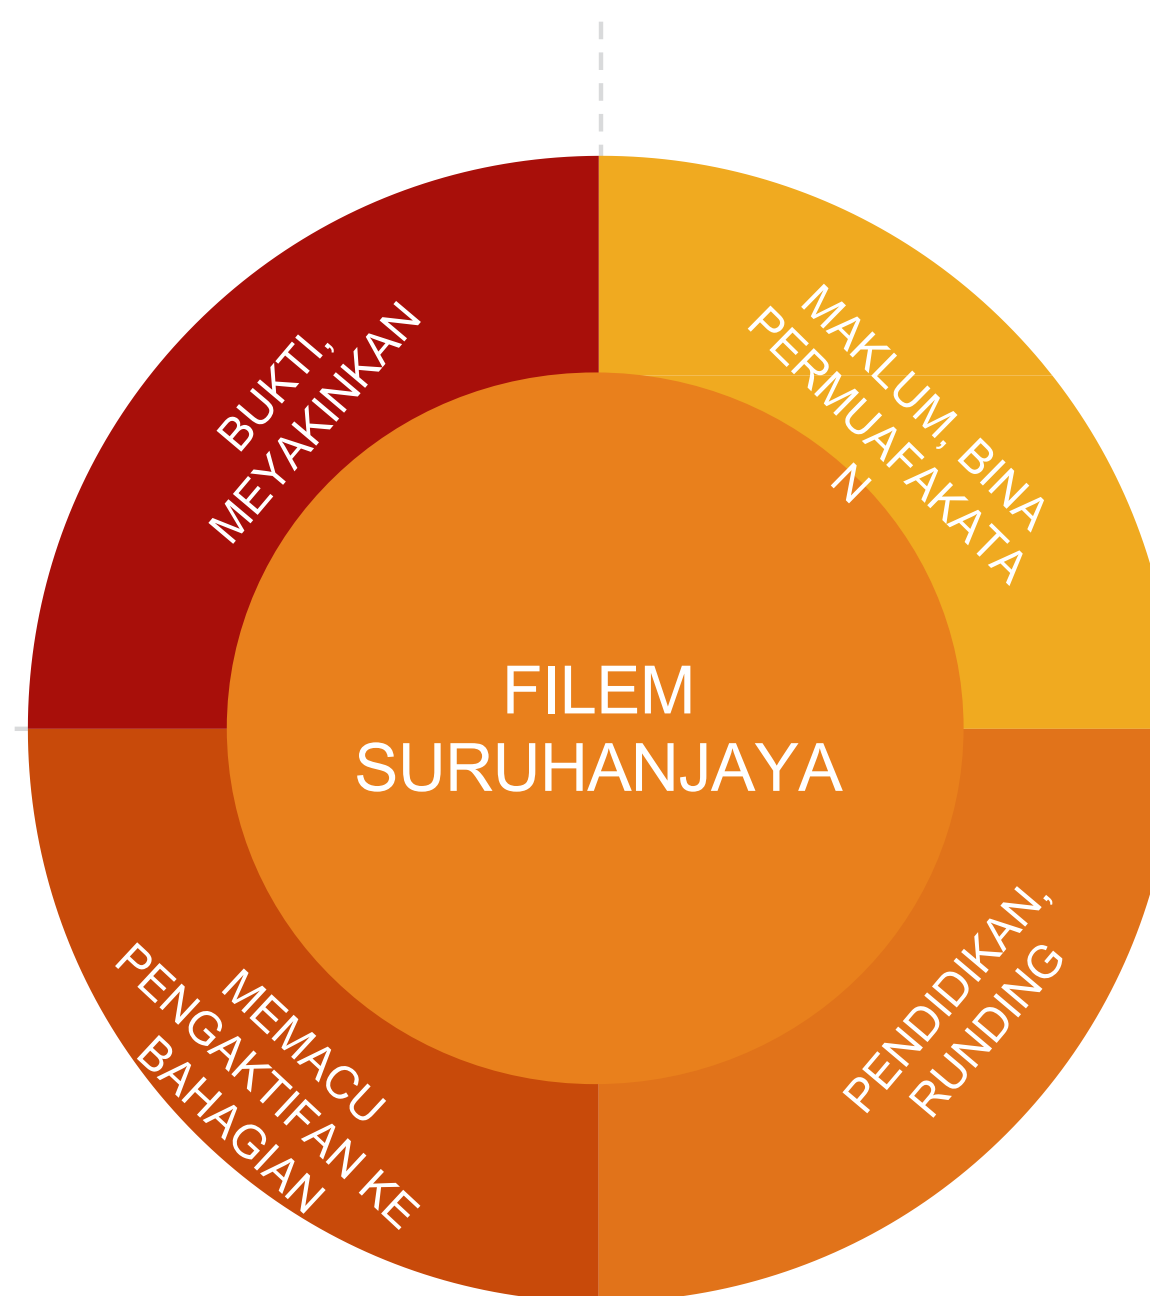 BUKTI,
MEYAKINKAN
MAKLUM, BINA
PERMUAFAKATA
N
FILEM
SURUHANJAYA
MEMACU
PENGAKTIFAN KE
BAHAGIAN
PENDIDIKAN,
RUNDING